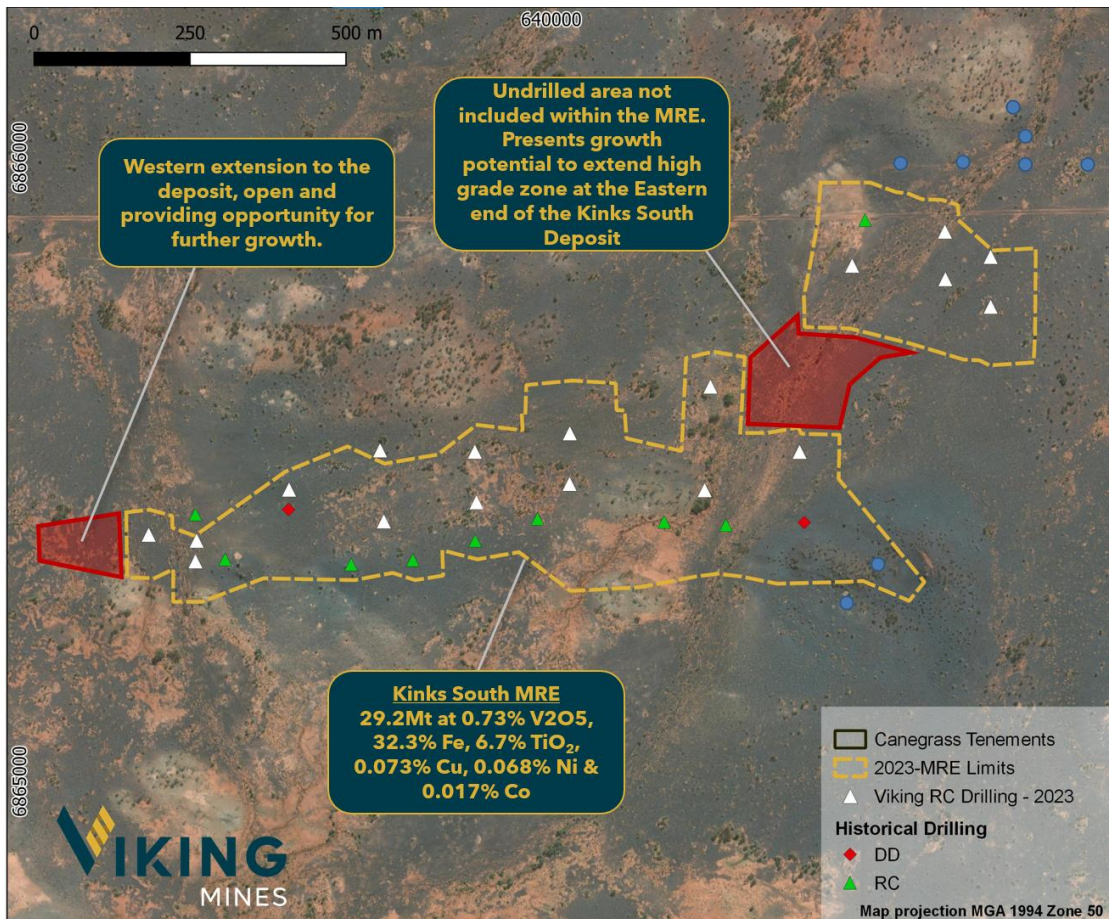 640000
0 250 500 m
6866000
Undrilled area not
included within the MRE.
Presents growth
potential to extend high
grade zone at the Eastern
end of the Kinks South
Deposit
Western extension to the
deposit, open and
providing opportunity for
further growth.
Kinks South MRE
29.2Mt at 0.73% V2O5,
32.3% Fe, 6.7% TiO₂,
0.073% Cu, 0.068% Ni &
0.017% Co
6865000
VIKING
MINES
Canegrass Tenements
2023-MRE Limits
Viking RC Drilling - 2023
Historical Drilling
DD
RC
Map projection MGA 1994 Zone 50